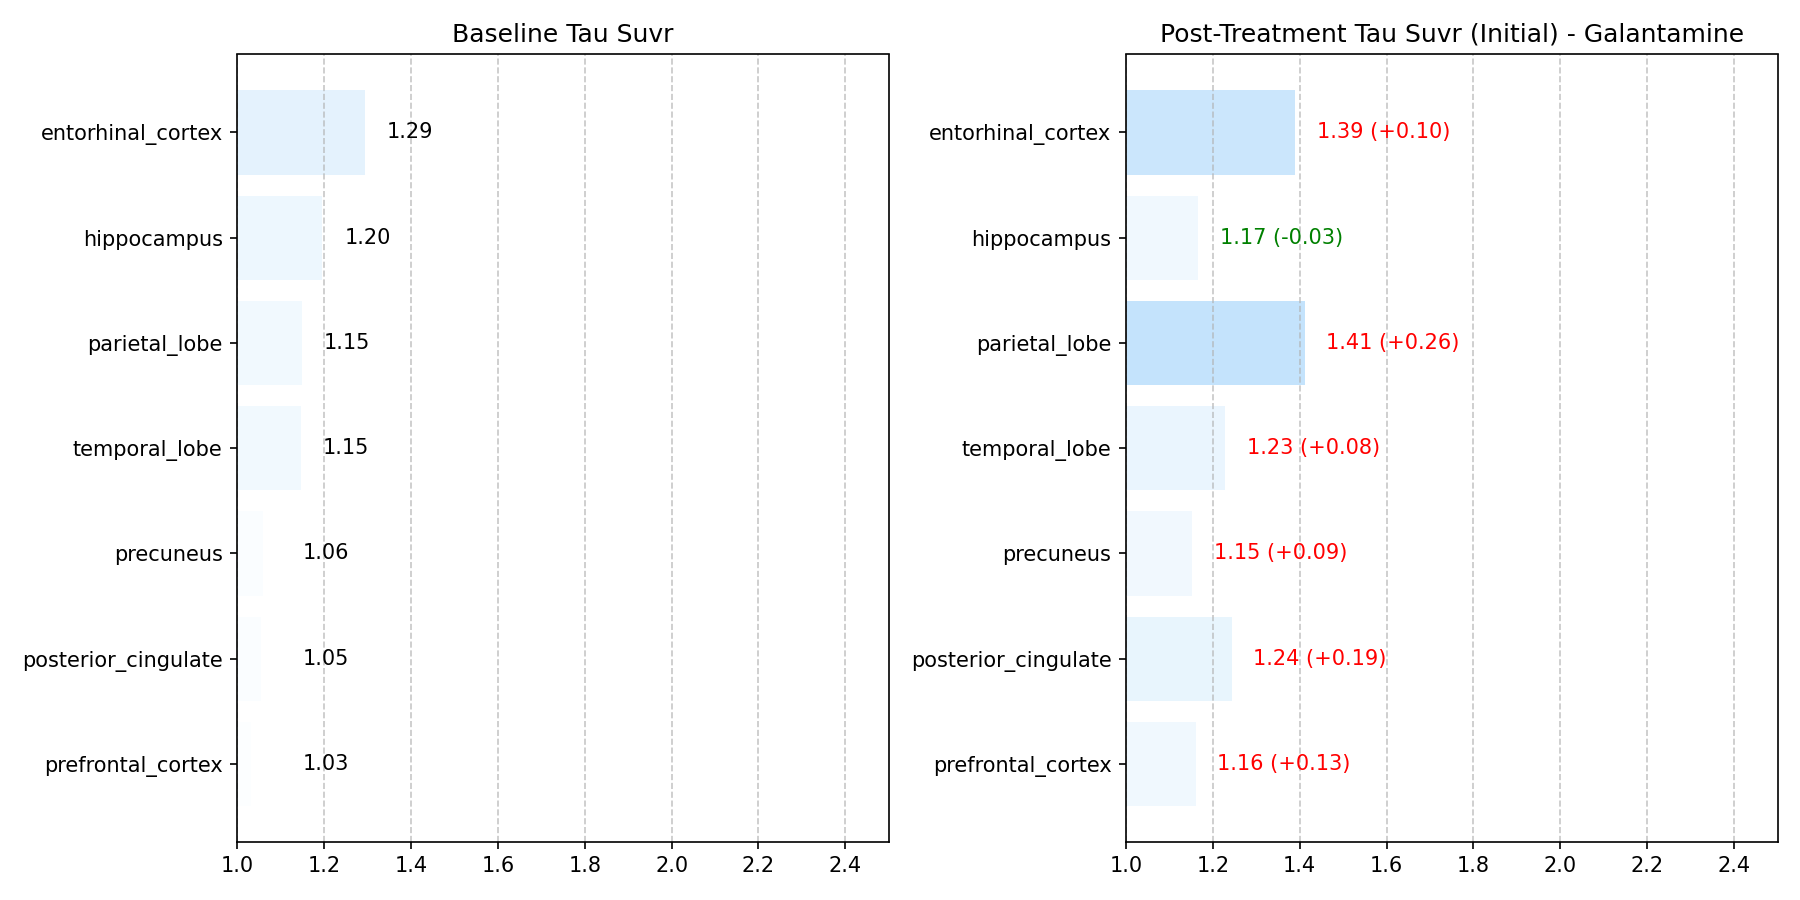 Baseline Tau Suvr
entorhinal_cortex
1.29
hippocampus
1.20
parietal_lobe
1.15
temporal_lobe
1.15
precuneus
1.06
posterior_cingulate
1.05
prefrontal_cortex
1.03
1.0 1.2 1.4 1.6 1.8 2.0 2.2 2.4
Post-Treatment Tau Suvr (Initial) - Galantamine
entorhinal_cortex
1.39 (+0.10)
hippocampus
1.17 (-0.03)
parietal_lobe
1.41 (+0.26)
temporal_lobe
1.23 (+0.08)
precuneus
1.15 (+0.09)
posterior_cingulate
1.24 (+0.19)
prefrontal_cortex
1.16 (+0.13)
1.0 1.2 1.4 1.6 1.8 2.0 2.2 2.4